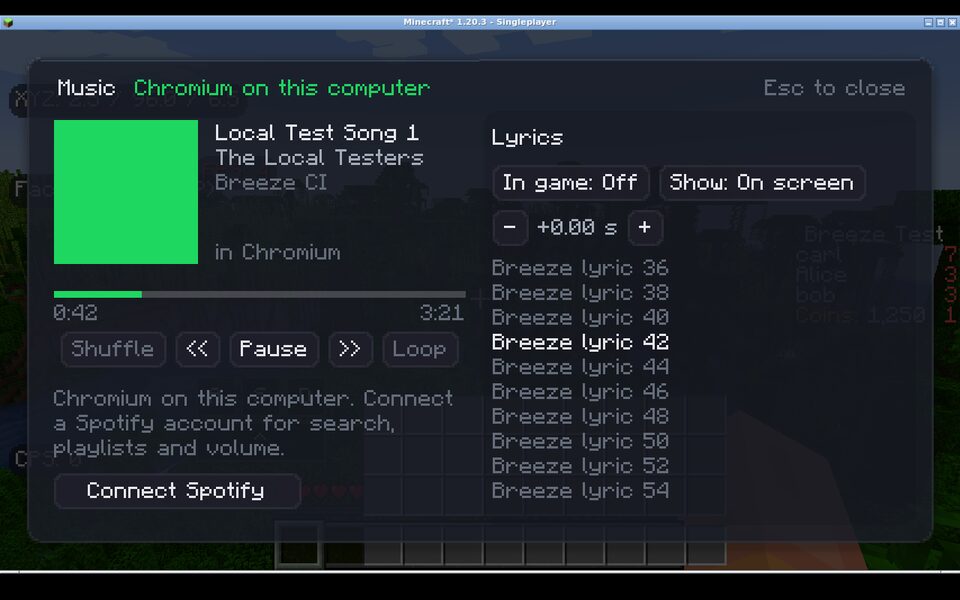 Minecraft* 1.20.3 - Singleplayer
Music Chromium on this computer
Esc to close
Local Test Song 1
The Local Testers
Breeze CI
in Chromium
0:42
3:21
Shuffle
<<
Pause
>>
Loop
Chromium on this computer. Connect
a Spotify account for search,
playlists and volume.
Connect Spotify
Lyrics
In game: Off
Show: On screen
- +0.00 s +
Breeze lyric 36
Breeze lyric 38
Breeze lyric 40
Breeze lyric 42
Breeze lyric 44
Breeze lyric 46
Breeze lyric 48
Breeze lyric 50
Breeze lyric 52
Breeze lyric 54
Breeze Test
carl 7
Alice 3
bob 3
Coins: 1,250 1